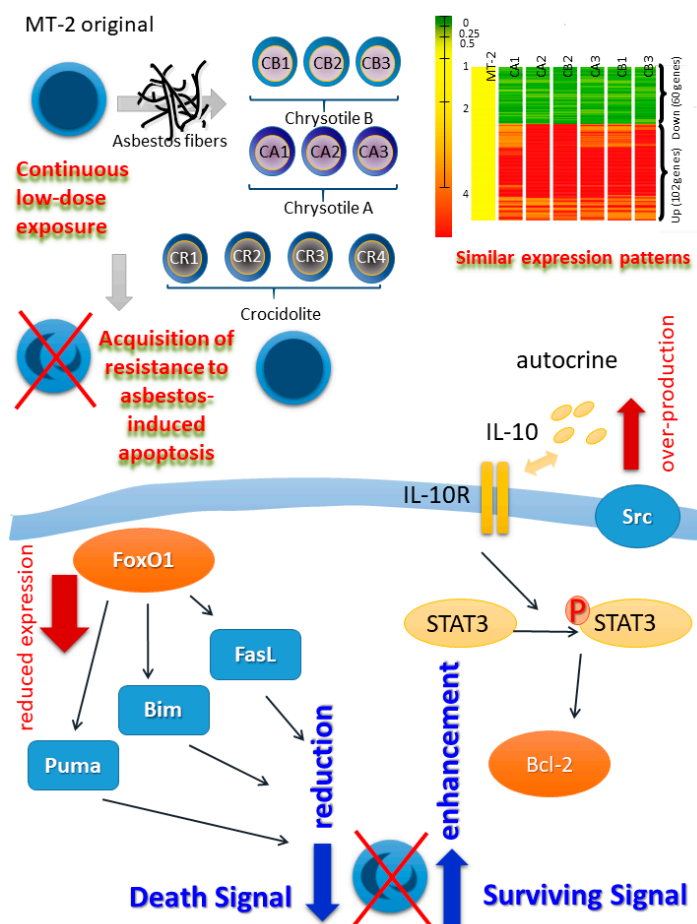 MT-2 original
Asbestos fibers
Continuous
low-dose
exposure
CB1 CB2 CB3
Chrysotile B
CA1 CA2 CA3
Chrysotile A
CR1 CR2 CR3 CR4
Crocidolite
0
0.25
0.5
1
2
4
MT-2
CA1
CA2
CB2
CA3
CB1
CB3
Down (60genes)
Up (102genes)
Similar expression patterns
Acquisition of
resistance to
asbestos-
induced
apoptosis
autocrine
IL-10
over-production
IL-10R
Src
FoxO1
reduced expression
FasL
Bim
Puma
STAT3
P
STAT3
Bcl-2
reduction
enhancement
Death Signal
Surviving Signal